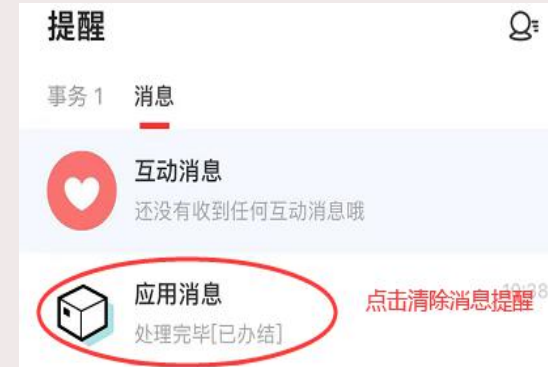 提醒
事务 1 消息
互动消息
还没有收到任何互动消息哦
应用消息
点击清除消息提醒
处理完毕[已办结]